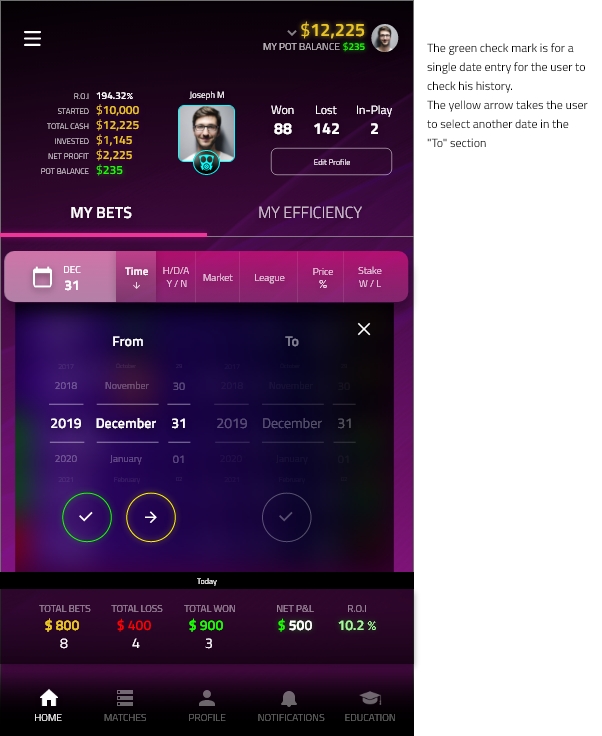 $12,225
MY POT BALANCE $235
R.O.I 194.32%
STARTED $10,000
TOTAL CASH $12,225
INVESTED $1,145
NET PROFIT $2,225
POT BALANCE $235
Joseph M
Won Lost In-Play
88 142 2
Edit Profile
MY BETS MY EFFICIENCY
DEC
31
Time
↓
H/D/A
Y / N
Market
League
Price
%
Stake
W / L
From To
2017 October 2017
2018 November 30 2018 November 30
2019 December 31 2019 December 31
2020 January 01 2020 January 01
2021 February 2021 February
Today
TOTAL BETS TOTAL LOSS TOTAL WON NET P&L R.O.I
$ 800 $ 400 $ 900 $ 500 10.2 %
8 4 3
HOME MATCHES PROFILE NOTIFICATIONS EDUCATION
The green check mark is for a
single date entry for the user to
check his history.
The yellow arrow takes the user
to select another date in the
"To" section